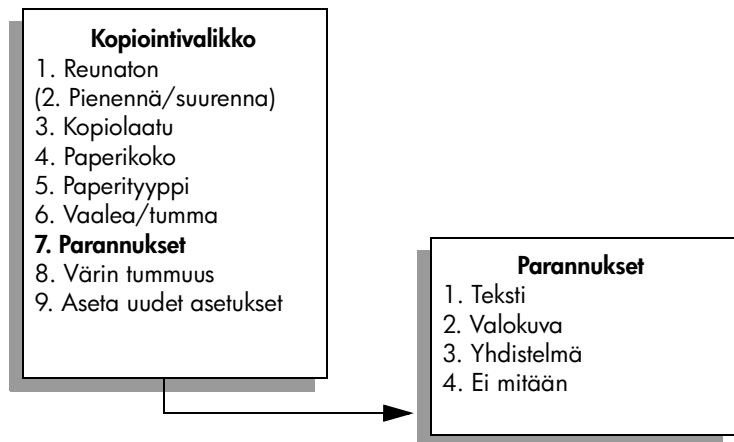 Kopiointivalikko
1. Reunaton
(2. Pienennä/suurenna)
3. Kopiolaatu
4. Paperikoko
5. Paperityyppi
6. Vaalea/tumma
7. Parannukset
8. Värin tummuus
9. Aseta uudet asetukset
Parannukset
1. Teksti
2. Valokuva
3. Yhdistelmä
4. Ei mitään